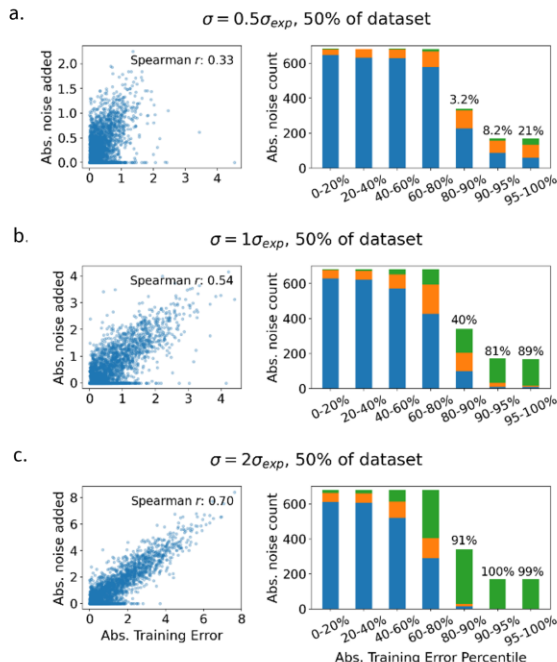 a.
σ = 0.5σexp, 50% of dataset
Abs. noise added
2.0
1.5
1.0
0.5
0.0
Spearman r: 0.33
0 1 2 3 4
Abs. noise count
600
400
200
0
3.2%
8.2%
21%
0-20%
20-40%
40-60%
60-80%
80-90%
90-95%
95-100%
b.
σ = 1σexp, 50% of dataset
Abs. noise added
4
3
2
1
0
Spearman r: 0.54
0 1 2 3 4
Abs. noise count
600
400
200
0
40%
81%
89%
0-20%
20-40%
40-60%
60-80%
80-90%
90-95%
95-100%
c.
σ = 2σexp, 50% of dataset
Abs. noise added
8
6
4
2
0
Spearman r: 0.70
0 2 4 6 8
Abs. Training Error
Abs. noise count
600
400
200
0
91%
100%
99%
0-20%
20-40%
40-60%
60-80%
80-90%
90-95%
95-100%
Abs. Training Error Percentile